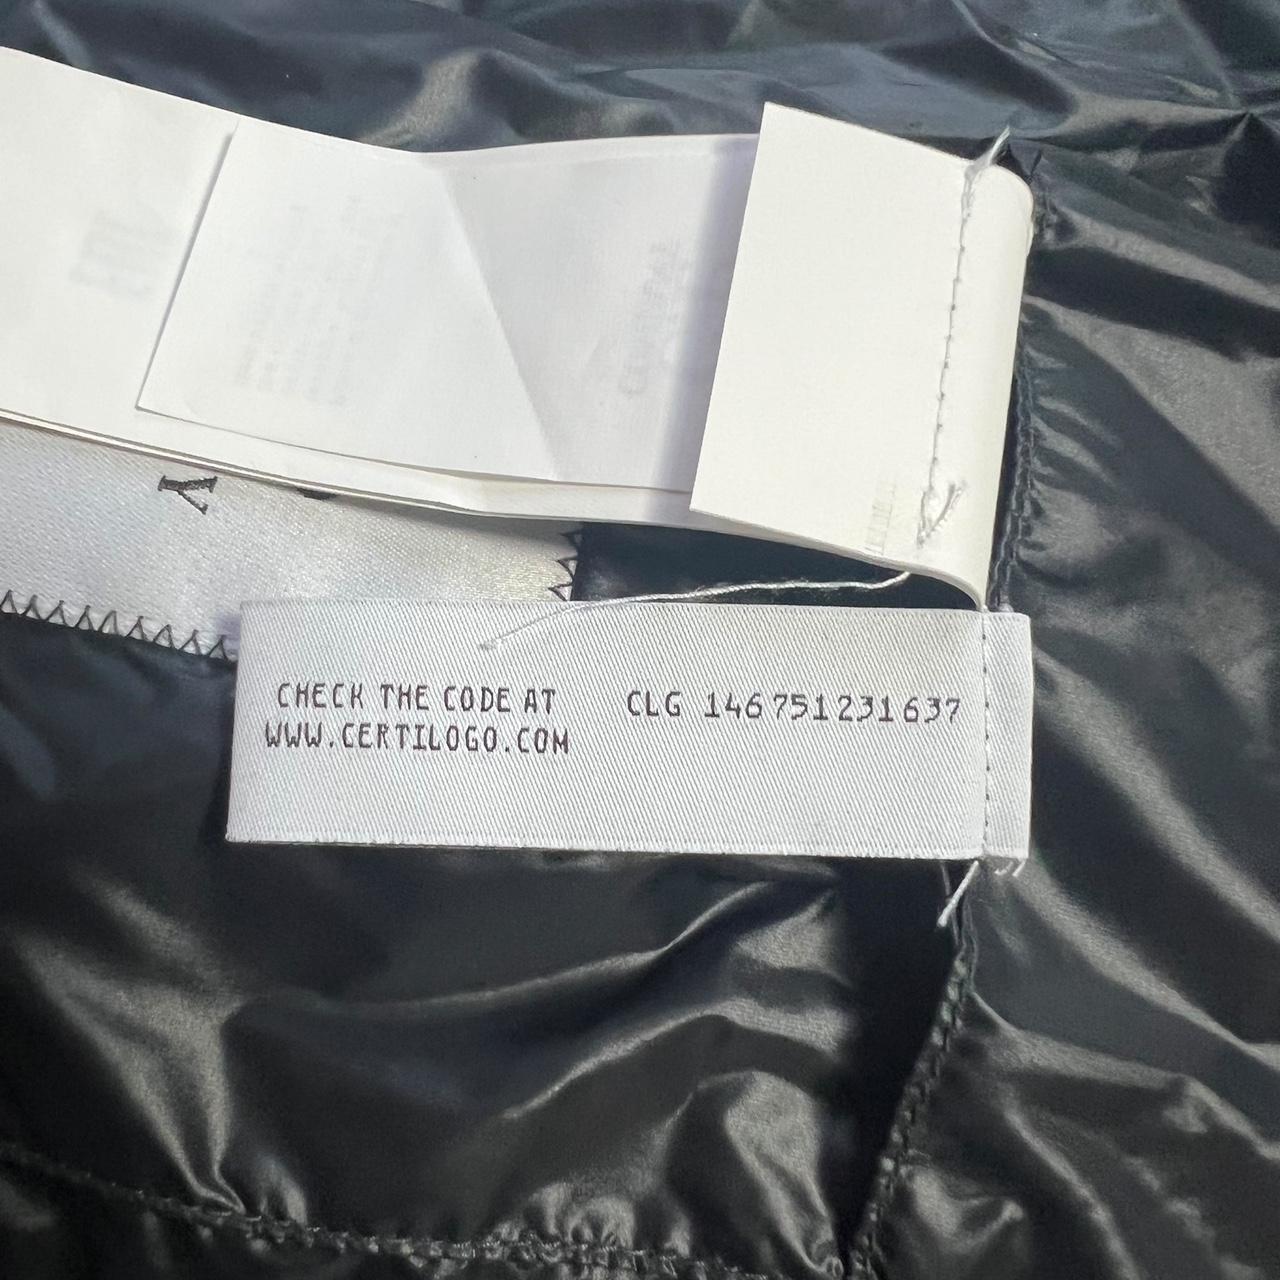 Y
CHECK THE CODE AT
WWW.CERTILOGO.COM
CLG 146751231637